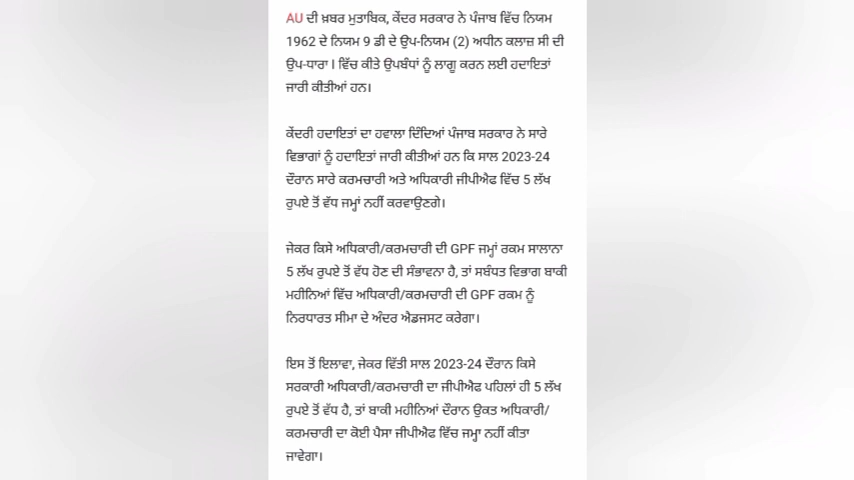 AU ਦੀ ਖ਼ਬਰ ਮੁਤਾਬਿਕ, ਕੇਂਦਰ ਸਰਕਾਰ ਨੇ ਪੰਜਾਬ ਵਿੱਚ ਨਿਯਮ
1962 ਦੇ ਨਿਯਮ 9 ਡੀ ਦੇ ਉਪ-ਨਿਯਮ (2) ਅਧੀਨ ਕਲਾਜ਼ ਸੀ ਦੀ
ਉਪ-ਧਾਰਾ I ਵਿੱਚ ਕੀਤੇ ਉਪਬੰਧਾਂ ਨੂੰ ਲਾਗੂ ਕਰਨ ਲਈ ਹਦਾਇਤਾਂ
ਜਾਰੀ ਕੀਤੀਆਂ ਹਨ।
ਕੇਂਦਰੀ ਹਦਾਇਤਾਂ ਦਾ ਹਵਾਲਾ ਦਿੰਦਿਆਂ ਪੰਜਾਬ ਸਰਕਾਰ ਨੇ ਸਾਰੇ
ਵਿਭਾਗਾਂ ਨੂੰ ਹਦਾਇਤਾਂ ਜਾਰੀ ਕੀਤੀਆਂ ਹਨ ਕਿ ਸਾਲ 2023-24
ਦੌਰਾਨ ਸਾਰੇ ਕਰਮਚਾਰੀ ਅਤੇ ਅਧਿਕਾਰੀ ਜੀਪੀਐਫ ਵਿੱਚ 5 ਲੱਖ
ਰੁਪਏ ਤੋਂ ਵੱਧ ਜਮ੍ਹਾਂ ਨਹੀਂ ਕਰਵਾਉਣਗੇ।
ਜੇਕਰ ਕਿਸੇ ਅਧਿਕਾਰੀ/ਕਰਮਚਾਰੀ ਦੀ GPF ਜਮ੍ਹਾਂ ਰਕਮ ਸਾਲਾਨਾ
5 ਲੱਖ ਰੁਪਏ ਤੋਂ ਵੱਧ ਹੋਣ ਦੀ ਸੰਭਾਵਨਾ ਹੈ, ਤਾਂ ਸਬੰਧਤ ਵਿਭਾਗ ਬਾਕੀ
ਮਹੀਨਿਆਂ ਵਿੱਚ ਅਧਿਕਾਰੀ/ਕਰਮਚਾਰੀ ਦੀ GPF ਰਕਮ ਨੂੰ
ਨਿਰਧਾਰਤ ਸੀਮਾ ਦੇ ਅੰਦਰ ਐਡਜਸਟ ਕਰੇਗਾ।
ਇਸ ਤੋਂ ਇਲਾਵਾ, ਜੇਕਰ ਵਿੱਤੀ ਸਾਲ 2023-24 ਦੌਰਾਨ ਕਿਸੇ
ਸਰਕਾਰੀ ਅਧਿਕਾਰੀ/ਕਰਮਚਾਰੀ ਦਾ ਜੀਪੀਐਫ ਪਹਿਲਾਂ ਹੀ 5 ਲੱਖ
ਰੁਪਏ ਤੋਂ ਵੱਧ ਹੈ, ਤਾਂ ਬਾਕੀ ਮਹੀਨਿਆਂ ਦੌਰਾਨ ਉਕਤ ਅਧਿਕਾਰੀ/
ਕਰਮਚਾਰੀ ਦਾ ਕੋਈ ਪੈਸਾ ਜੀਪੀਐਫ ਵਿੱਚ ਜਮ੍ਹਾ ਨਹੀਂ ਕੀਤਾ
ਜਾਵੇਗਾ।